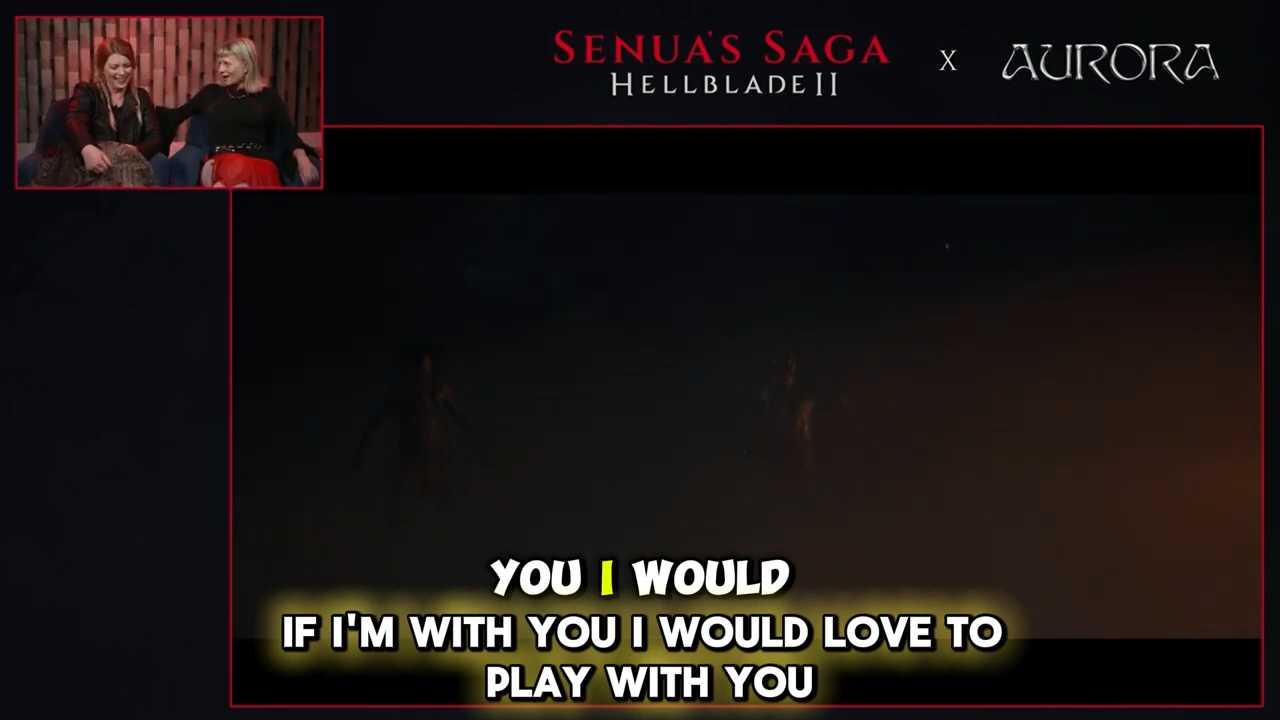 SENUA'S SAGA
HELLBLADE II
X
AURORA
YOU I WOULD
IF I'M WITH YOU I WOULD LOVE TO
PLAY WITH YOU